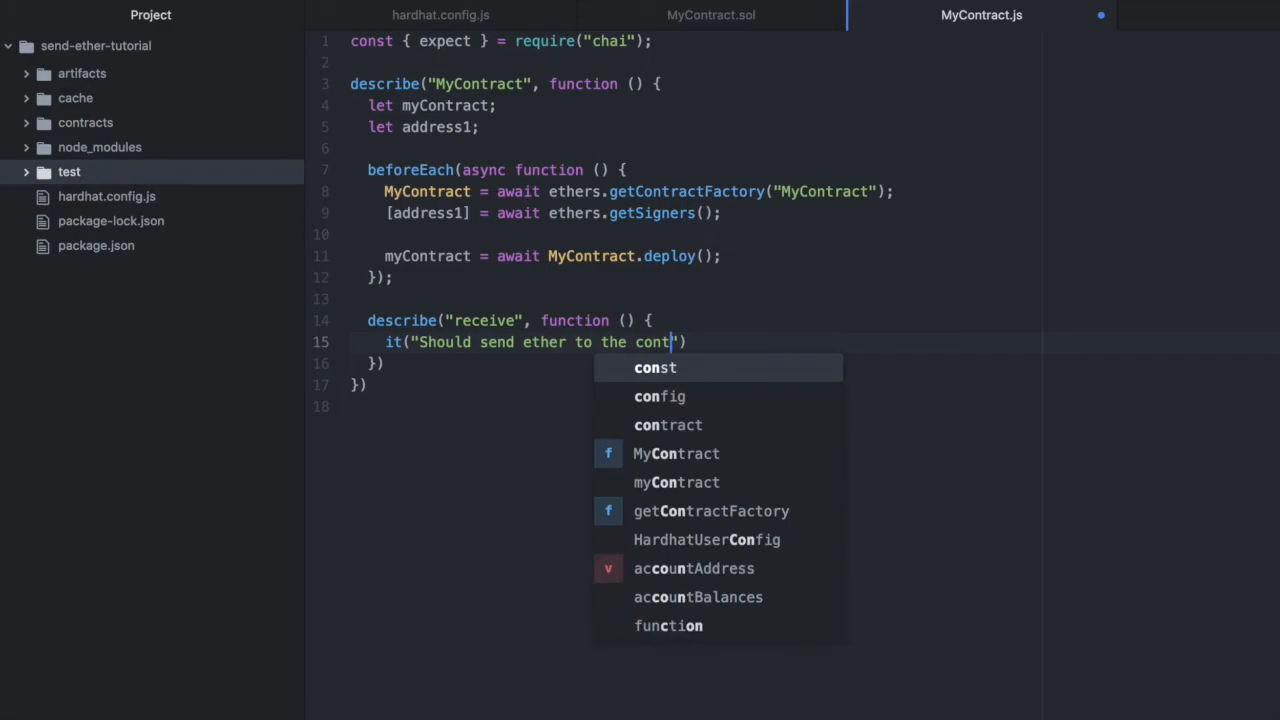 Project
send-ether-tutorial
artifacts
cache
contracts
node_modules
test
hardhat.config.js
package-lock.json
package.json
hardhat.config.js MyContract.sol MyContract.js
1 const { expect } = require("chai");
2
3 describe("MyContract", function () {
4 let myContract;
5 let address1;
6
7 beforeEach(async function () {
8 MyContract = await ethers.getContractFactory("MyContract");
9 [address1] = await ethers.getSigners();
10
11 myContract = await MyContract.deploy();
12 });
13
14 describe("receive", function () {
15 it("Should send ether to the cont")
16 })
17 })
18
const
config
contract
f MyContract
myContract
f getContractFactory
HardhatUserConfig
v accountAddress
accountBalances
function